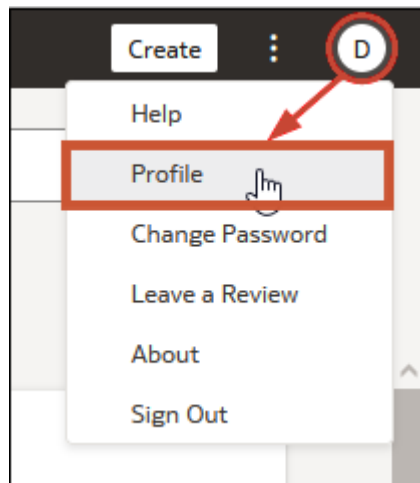 Create
D
Help
Profile
Change Password
Leave a Review
About
Sign Out